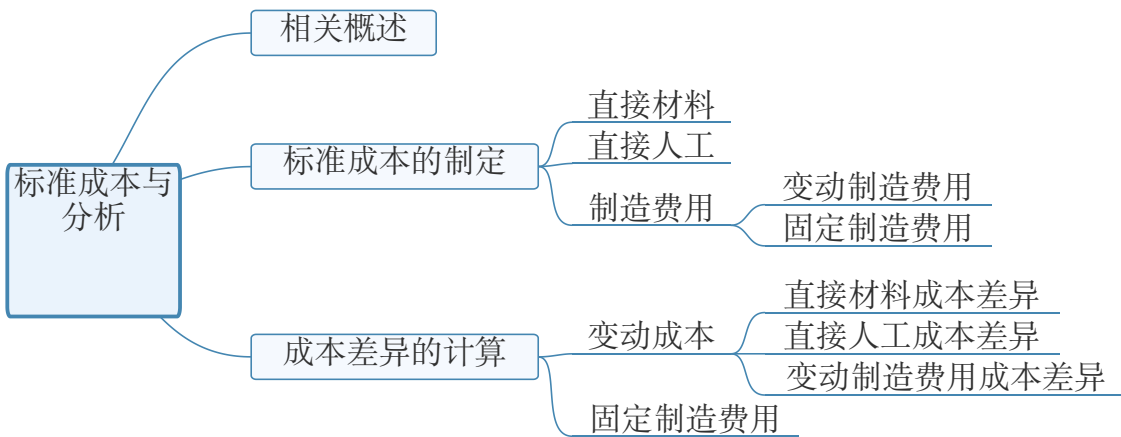 标准成本与
分析
相关概述
标准成本的制定
直接材料
直接人工
制造费用
变动制造费用
固定制造费用
成本差异的计算
变动成本
直接材料成本差异
直接人工成本差异
变动制造费用成本差异
固定制造费用